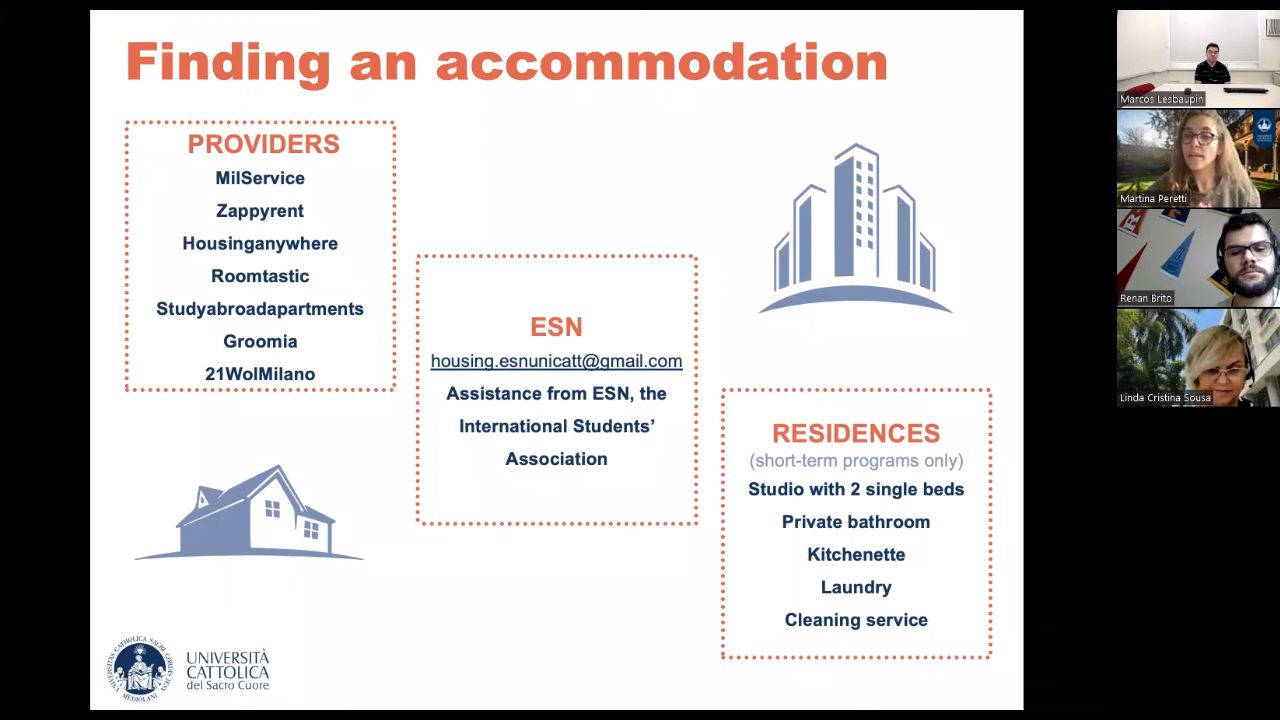 Finding an accommodation
PROVIDERS
MilService
Zappyrent
Housinganywhere
Roomtastic
Studyabroadapartments
Groomia
21WolMilano
ESN
housing.esnunicatt@gmail.com
Assistance from ESN, the
International Students’
Association
RESIDENCES
(short-term programs only)
Studio with 2 single beds
Private bathroom
Kitchenette
Laundry
Cleaning service
UNIVERSITÀ
CATTOLICA
del Sacro Cuore
Marcos Lesbaupin
Martina Peretti
Renan Brito
Linda Cristina Sousa